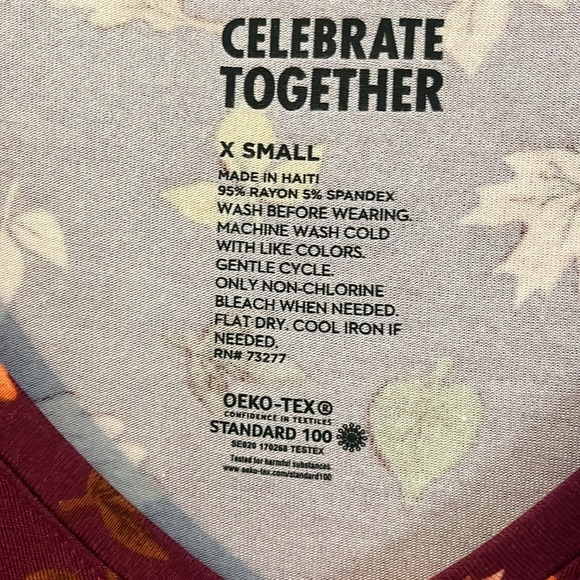 CELEBRATE
TOGETHER
X SMALL
MADE IN HAITI
95% RAYON 5% SPANDEX
WASH BEFORE WEARING.
MACHINE WASH COLD
WITH LIKE COLORS.
GENTLE CYCLE.
ONLY NON-CHLORINE
BLEACH WHEN NEEDED.
FLAT DRY. COOL IRON IF
NEEDED.
RN# 73277
OEKO-TEX®
CONFIDENCE IN TEXTILES
STANDARD 100
SE020 170268 TESTEX
Tested for harmful substances.
www.oeko-tex.com/standard100